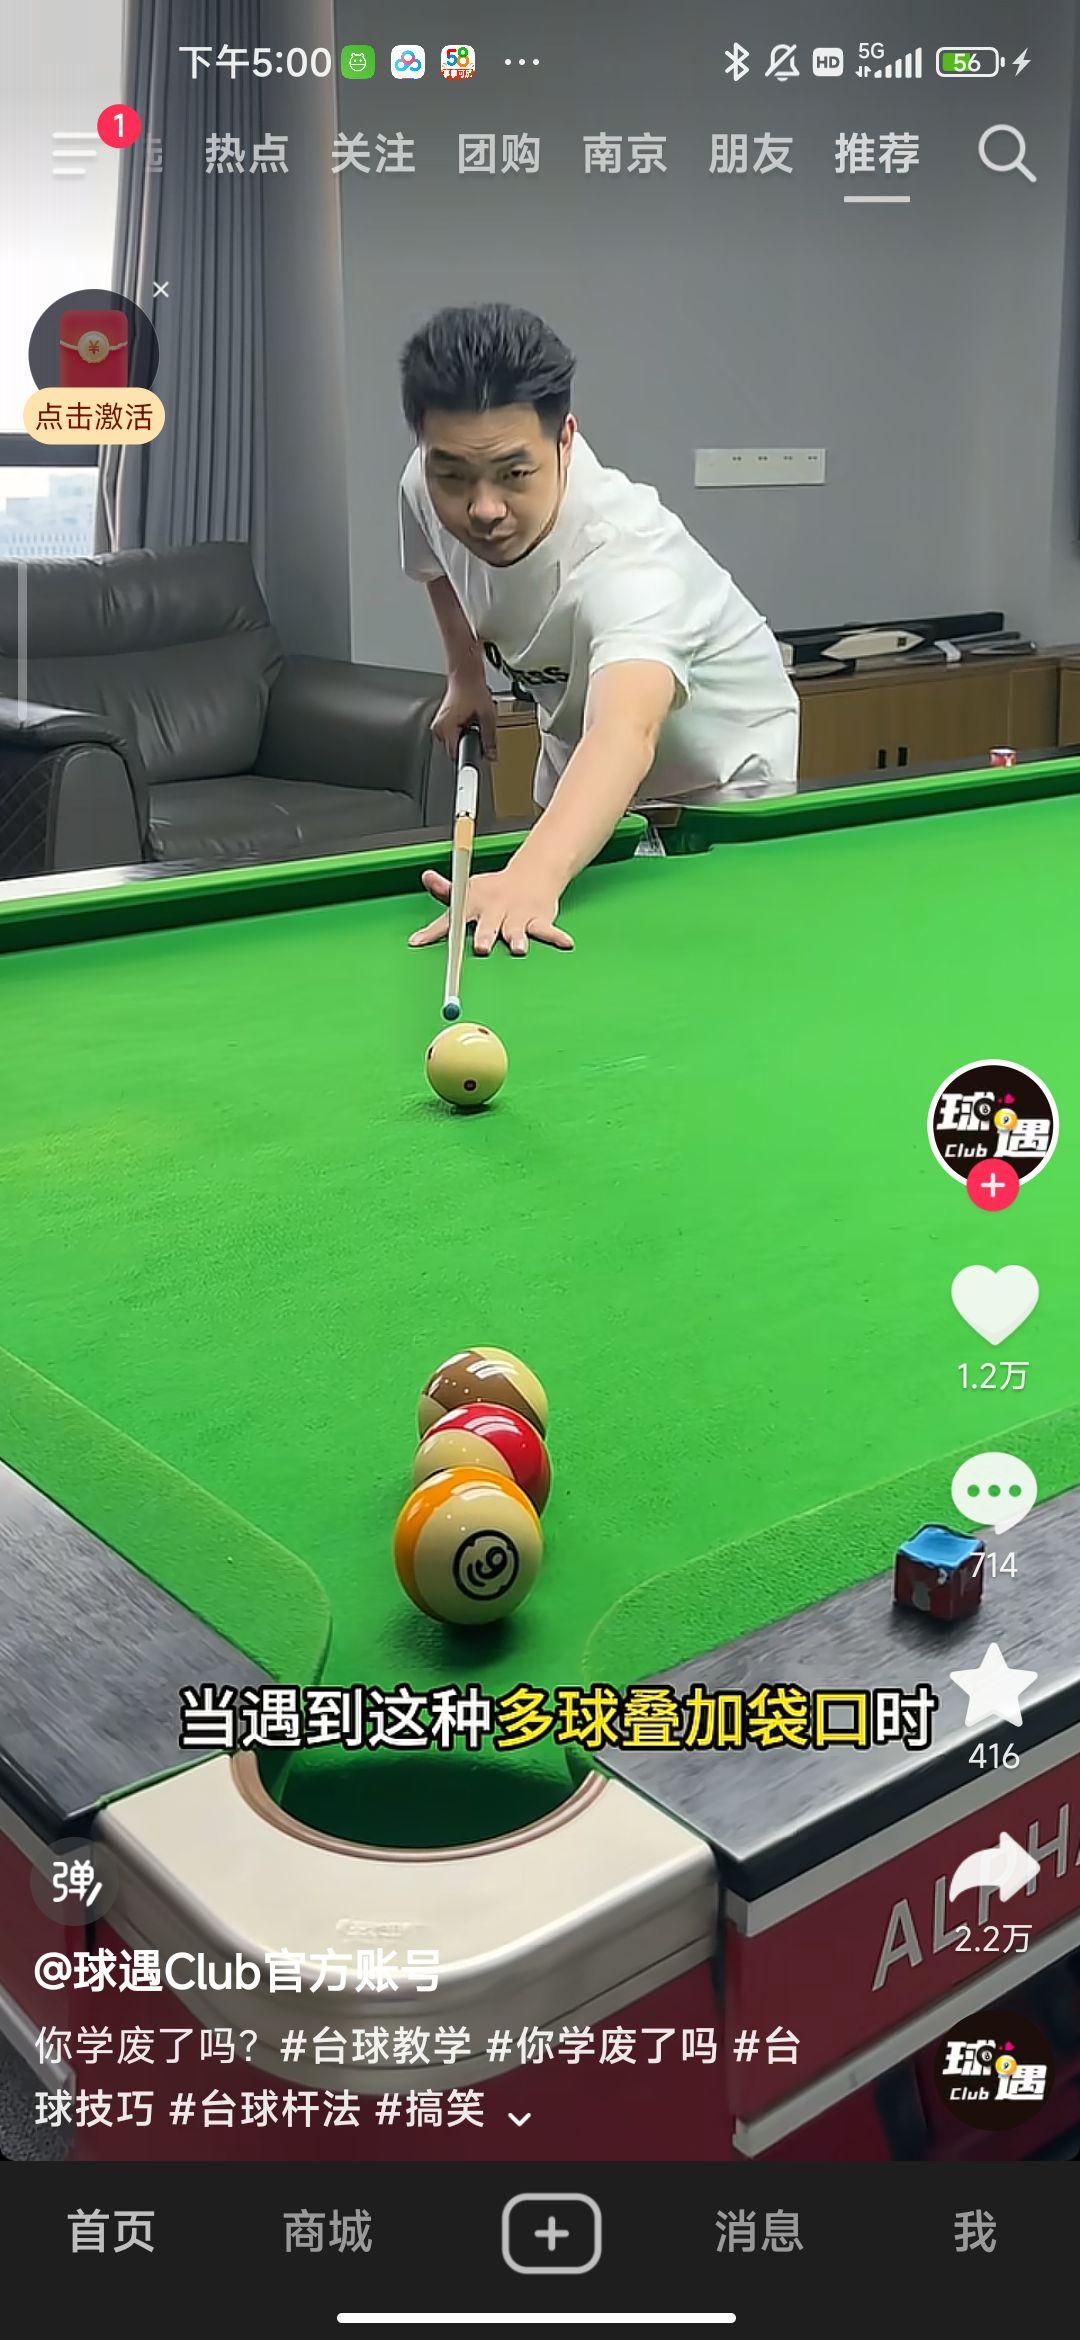 下午5:00
58
HD
5G
56
1
热点 关注 团购 南京 朋友 推荐
点击激活
球遇
Club
1.2万
714
9
当遇到这种多球叠加袋口时
416
ALPHA
弹
2.2万
@球遇Club官方账号
你学废了吗？#台球教学 #你学废了吗 #台
球技巧 #台球杆法 #搞笑
球遇
Club
首页 商城 消息 我